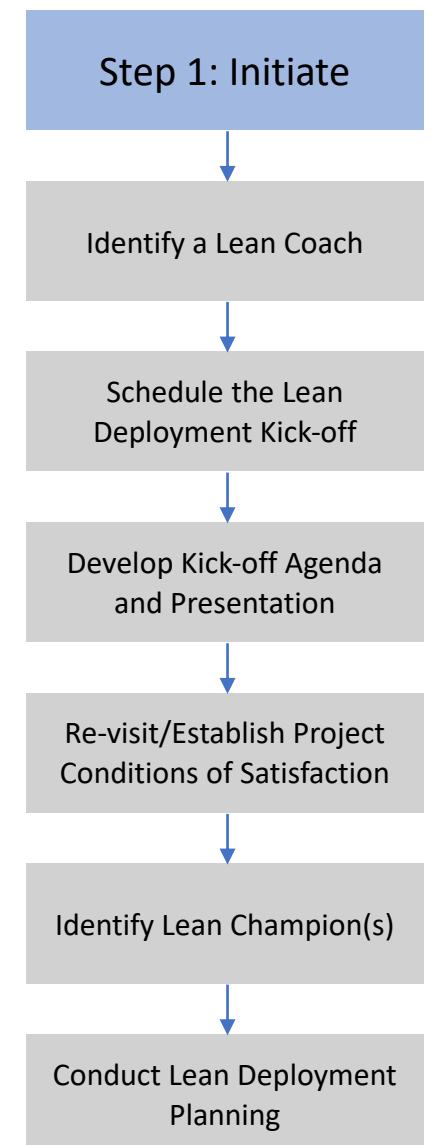 Step 1: Initiate
Identify a Lean Coach
Schedule the Lean
Deployment Kick-off
Develop Kick-off Agenda
and Presentation
Re-visit/Establish Project
Conditions of Satisfaction
Identify Lean Champion(s)
Conduct Lean Deployment
Planning